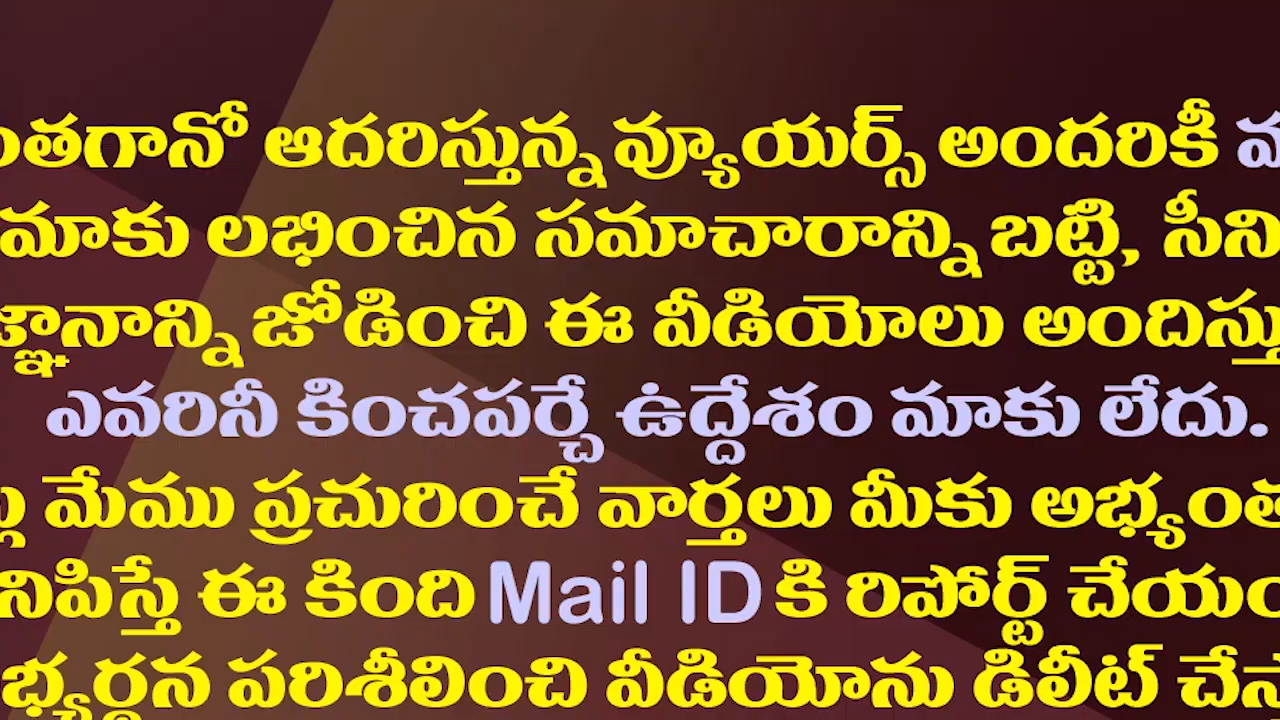 ఆదరిస్తున్న వ్యూయర్స్ అందరికీ
మాకు లభించిన సమాచారాన్ని బట్టి,
జోడించి ఈ వీడియోలు
ఎవరినీ కించపర్చే ఉద్దేశం మాకు లేదు.
మేము ప్రచురించే వార్తలు మీకు
ఈ కింది Mail ID కి రిపోర్ట్
పరిశీలించి వీడియోను డిలీట్